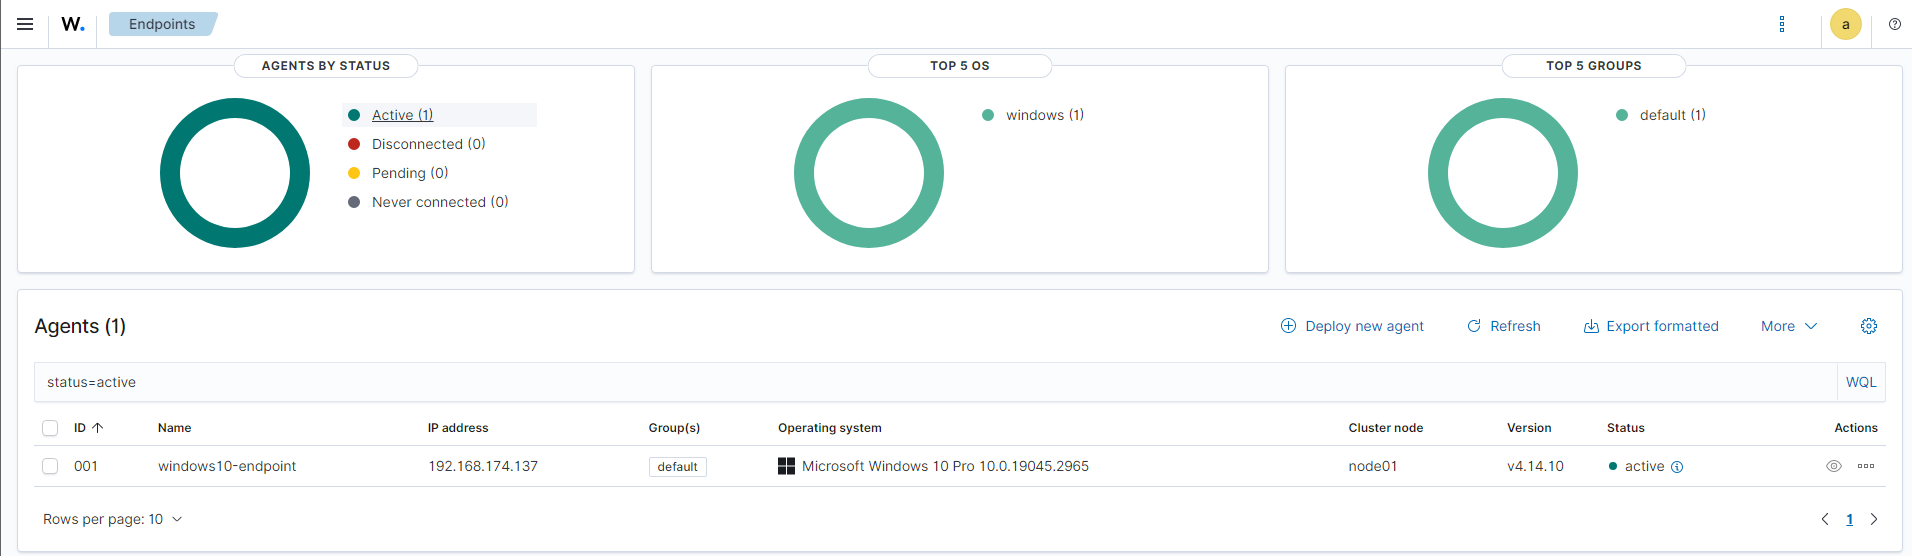 W. Endpoints a
AGENTS BY STATUS
Active (1)
Disconnected (0)
Pending (0)
Never connected (0)
TOP 5 OS
windows (1)
TOP 5 GROUPS
default (1)
Agents (1) Deploy new agent Refresh Export formatted More
status=active WQL
ID Name IP address Group(s) Operating system Cluster node Version Status Actions
001 windows10-endpoint 192.168.174.137 default Microsoft Windows 10 Pro 10.0.19045.2965 node01 v4.14.10 active
Rows per page: 10 1